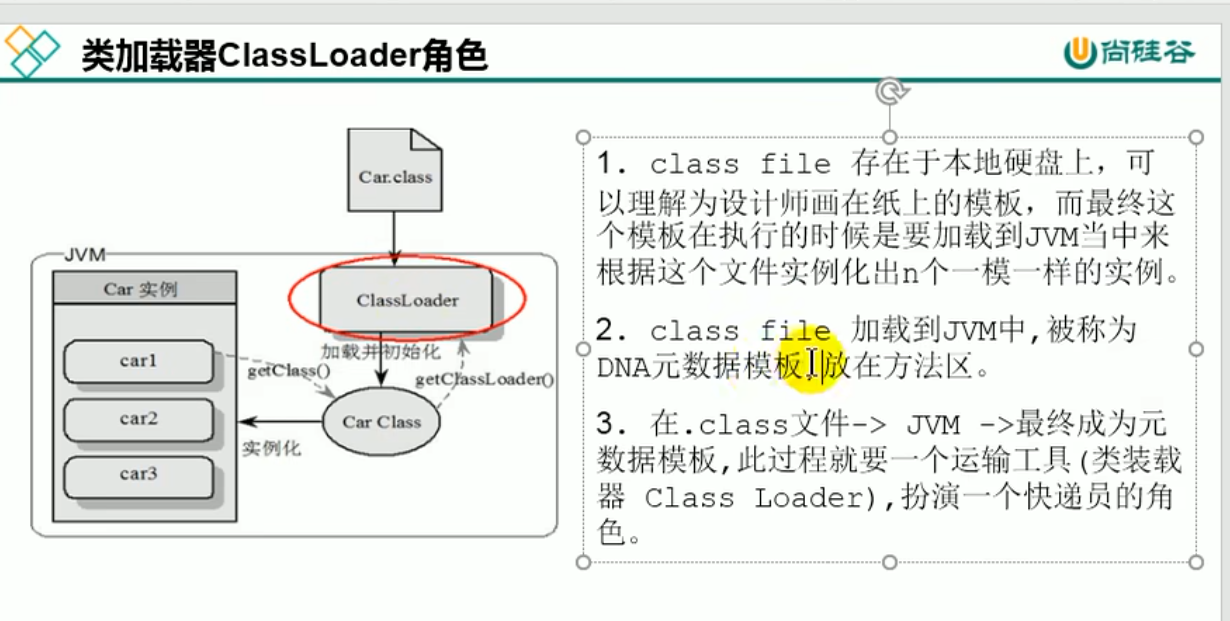 类加载器ClassLoader角色
尚硅谷
Car.class
JVM
Car 实例
ClassLoader
car1
加载并初始化
getClass()
getClassLoader()
car2
Car Class
实例化
car3
1. class file 存在于本地硬盘上，可
以理解为设计师画在纸上的模板，而最终这
个模板在执行的时候是要加载到JVM当中来
根据这个文件实例化出n个一模一样的实例。
2. class file 加载到JVM中,被称为
DNA元数据模板,放在方法区。
3. 在.class文件-> JVM ->最终成为元
数据模板,此过程就要一个运输工具(类装载
器 Class Loader),扮演一个快递员的角
色。